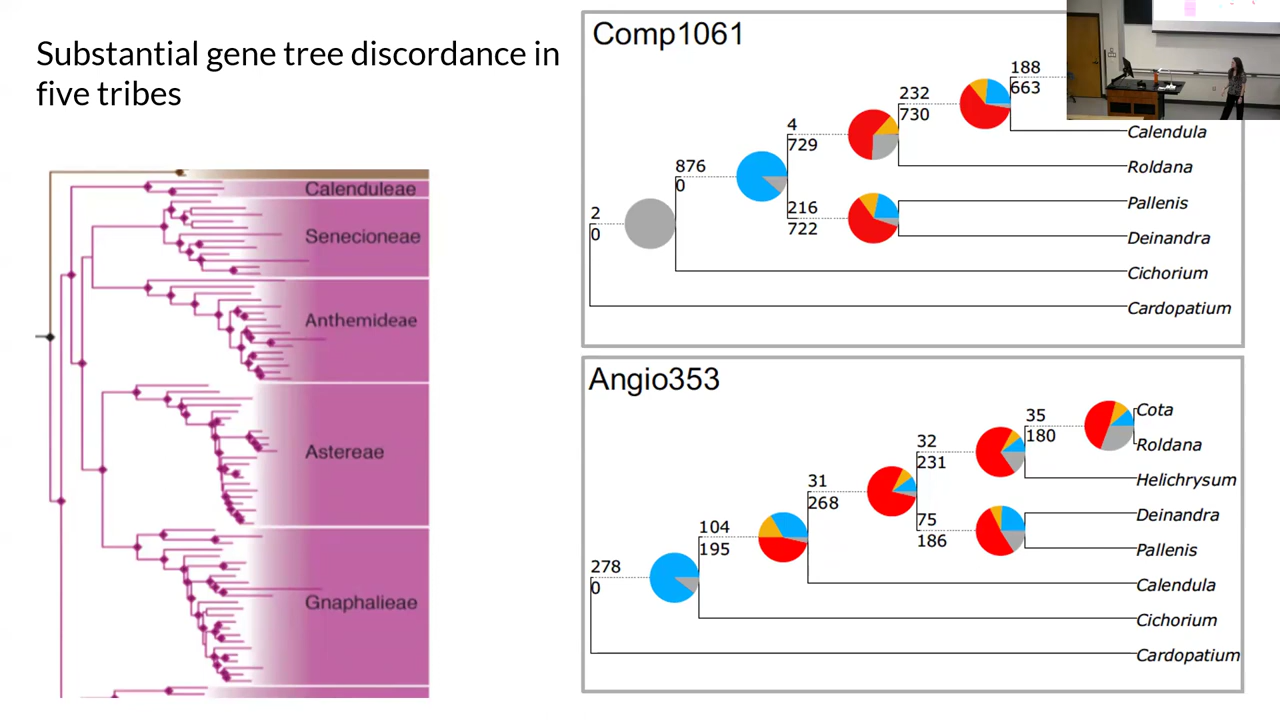 Substantial gene tree discordance in
five tribes
Calenduleae
Senecioneae
Anthemideae
Astereae
Gnaphalieae
Comp1061
188
663
232
730
4
729
876
0
216
722
2
0
Calendula
Roldana
Pallenis
Deinandra
Cichorium
Cardopatium
Angio353
35
180
32
231
31
268
75
186
104
195
278
0
Cota
Roldana
Helichrysum
Deinandra
Pallenis
Calendula
Cichorium
Cardopatium